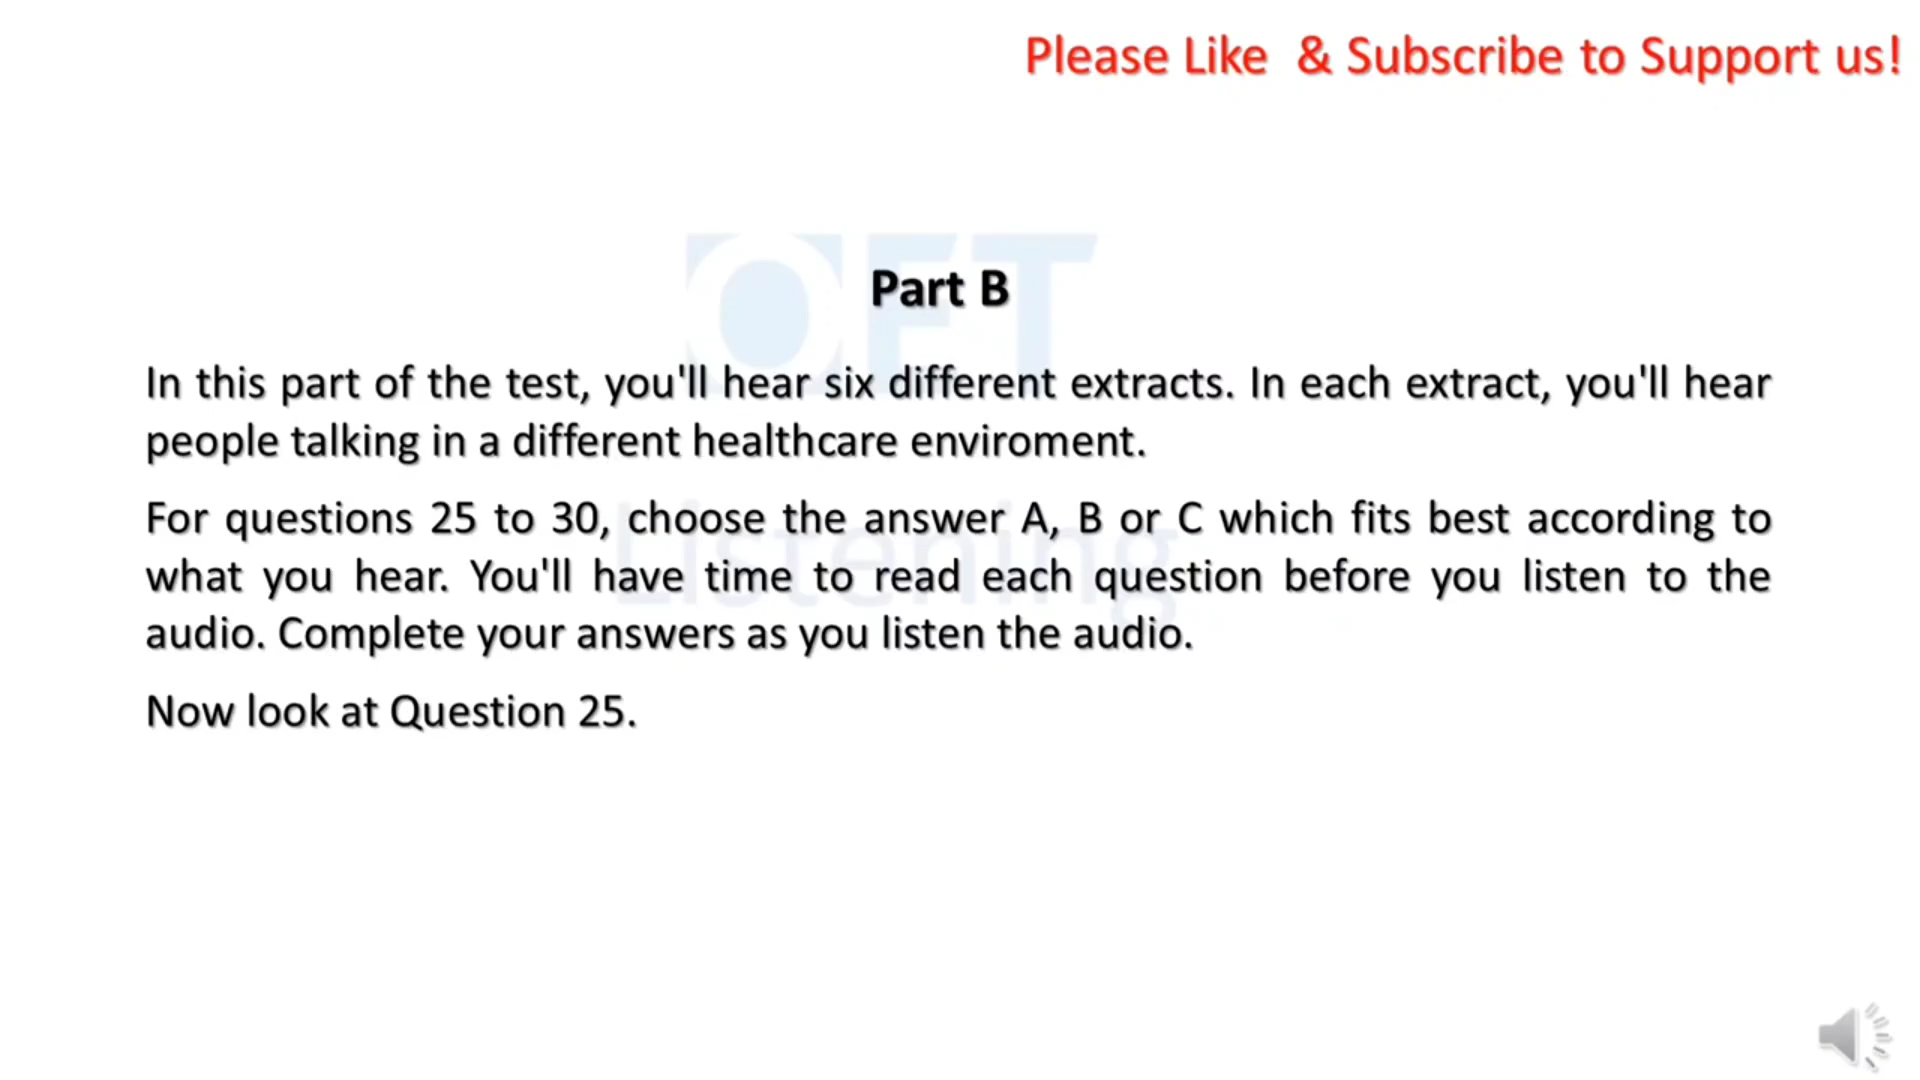 Please Like & Subscribe to Support us!
OET
Part B
In this part of the test, you'll hear six different extracts. In each extract, you'll hear
people talking in a different healthcare enviroment.
Listening
For questions 25 to 30, choose the answer A, B or C which fits best according to
what you hear. You'll have time to read each question before you listen to the
audio. Complete your answers as you listen the audio.
Now look at Question 25.